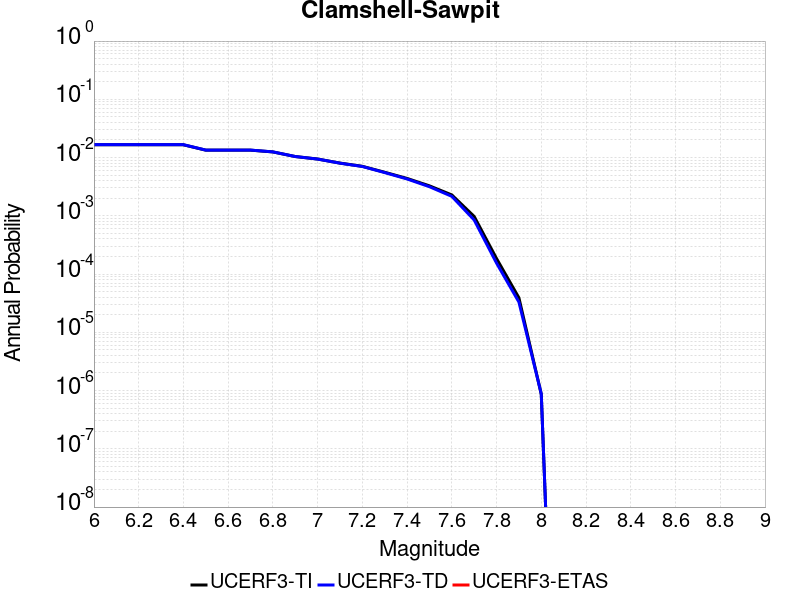 Clamshell-Sawpit
10^0
10^-1
10^-2
10^-3
10^-4
10^-5
10^-6
10^-7
10^-8
Annual Probability
6 6.2 6.4 6.6 6.8 7 7.2 7.4 7.6 7.8 8 8.2 8.4 8.6 8.8 9
Magnitude
UCERF3-TI UCERF3-TD UCERF3-ETAS